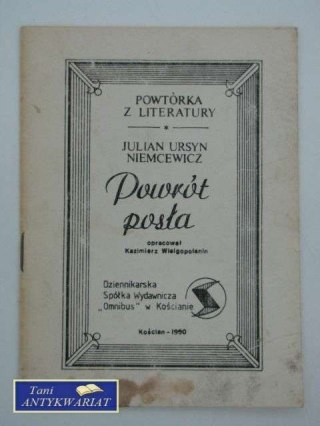 POWTÓRKA
Z LITERATURY
*
JULIAN URSYN
NIEMCEWICZ
Powrót
posła
opracował
Kazimierz Wielgopolanin
Dziennikarska
Spółka Wydawnicza
„Omnibus" w Kościanie
Kościan - 1990
Tani
ANTYKWARIAT